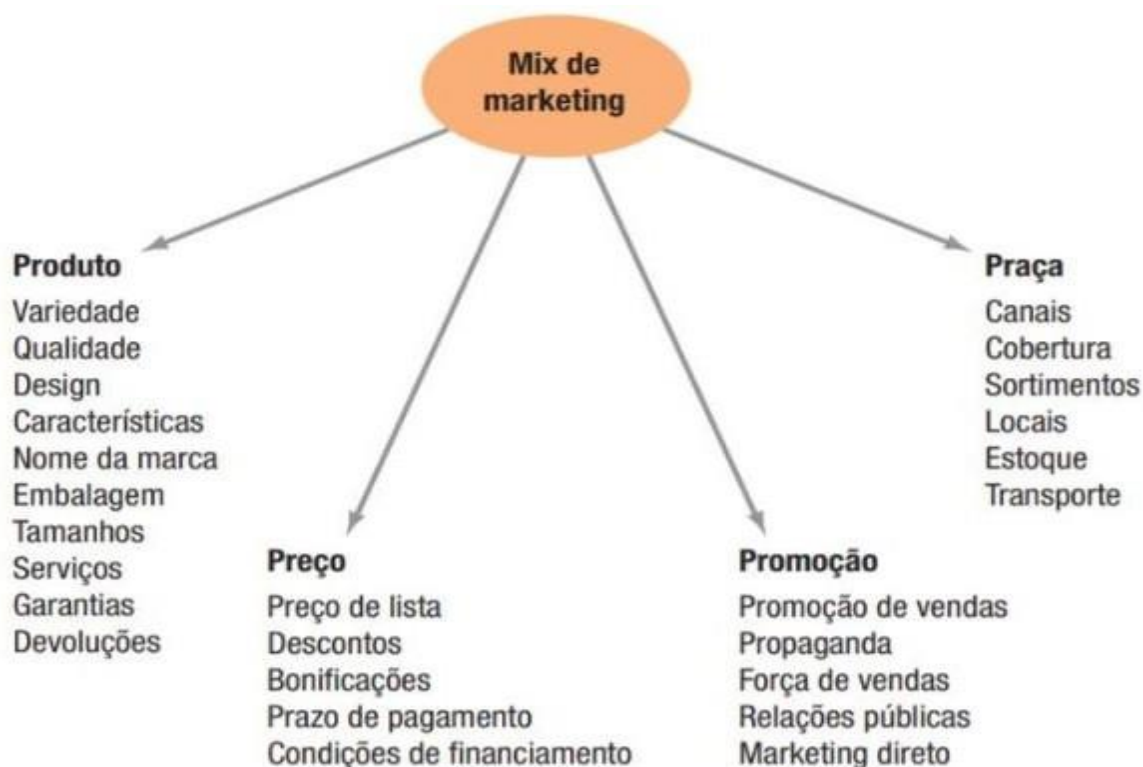 Mix de
marketing
Produto
Variedade
Qualidade
Design
Características
Nome da marca
Embalagem
Tamanhos
Serviços
Garantias
Devoluções
Preço
Preço de lista
Descontos
Bonificações
Prazo de pagamento
Condições de financiamento
Promoção
Promoção de vendas
Propaganda
Força de vendas
Relações públicas
Marketing direto
Praça
Canais
Cobertura
Sortimentos
Locais
Estoque
Transporte